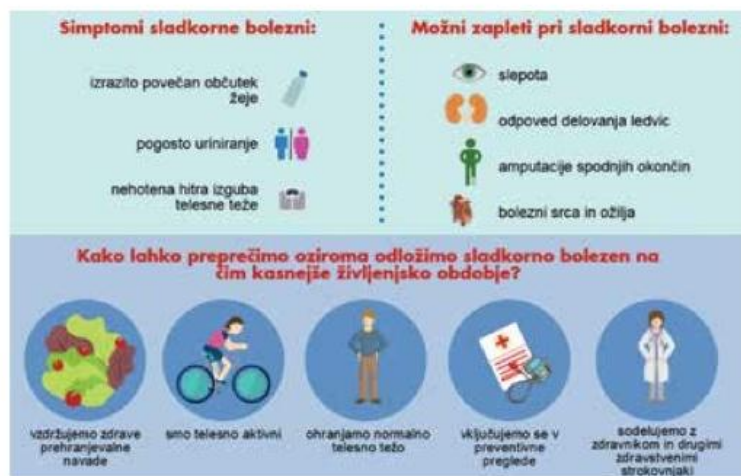 Simptomi sladkorne bolezni:
izrazito povečan občutek
žeje
pogosto uriniranje
nehotena hitra izguba
telesne teže
Možni zapleti pri sladkorni bolezni:
slepota
odpoved delovanja ledvic
amputacije spodnjih okončin
bolezni srca in ožilja
Kako lahko preprečimo oziroma odložimo sladkorno bolezen na
čim kasnejše življenjsko obdobje?
vzdržujemo zdrave
prehranjevalne
navade
smo telesno aktivni
ohranjamo normalno
telesno težo
vključujemo se v
preventivne
preglede
sodelujemo z
zdravnikom in drugimi
zdravstvenimi
strokovnjaki